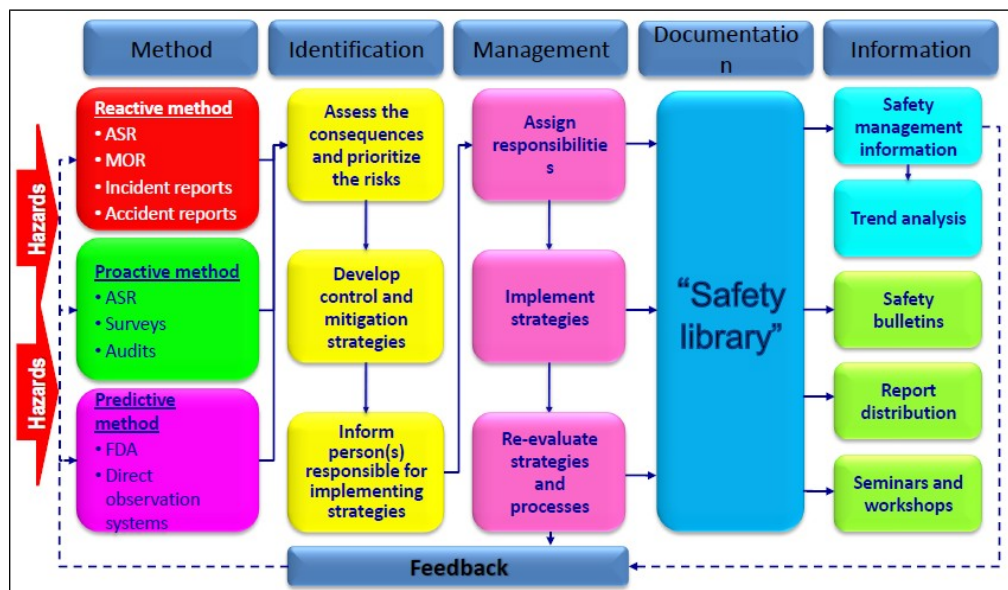 Method
Identification
Management
Documentatio
n
Information
Hazards
Hazards
Reactive method
• ASR
• MOR
• Incident reports
• Accident reports
Proactive method
• ASR
• Surveys
• Audits
Predictive
method
• FDA
• Direct
observation
systems
Assess the
consequences
and prioritize
the risks
Develop
control and
mitigation
strategies
Inform
person(s)
responsible for
implementing
strategies
Assign
responsibilitie
s
Implement
strategies
Re-evaluate
strategies
and
processes
“Safety
library”
Safety
management
information
Trend analysis
Safety
bulletins
Report
distribution
Seminars and
workshops
Feedback